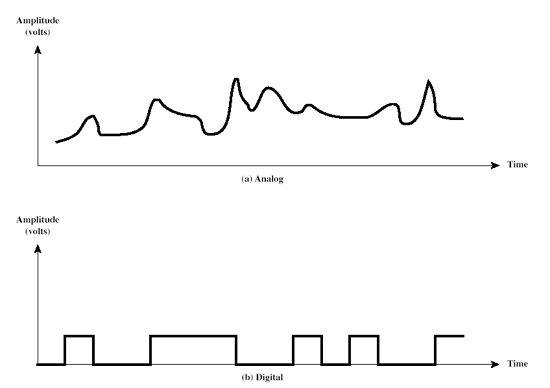 Amplitude
(volts)
Time
(a) Analog
Amplitude
(volts)
Time
(b) Digital